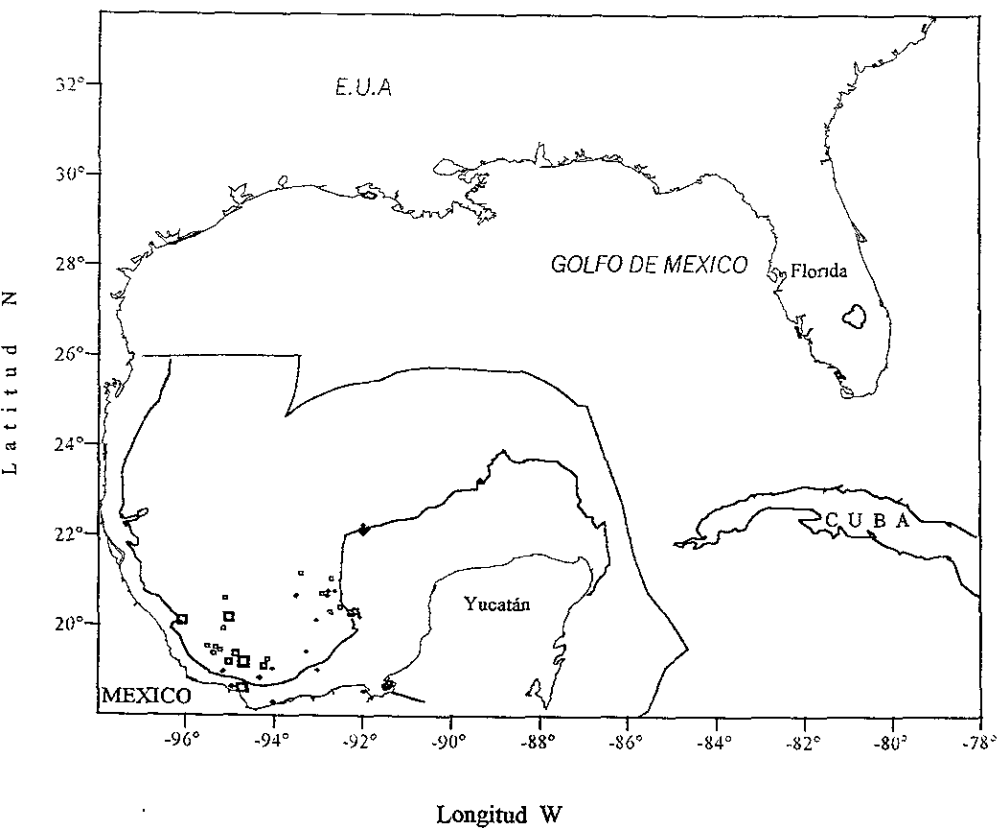 E.U.A
32°
30°
GOLFO DE MEXICO
28°
Florida
Latitud N
26°
24°
22°
CUBA
20°
Yucatán
MEXICO
-96° -94° -92° -90° -88° -86° -84° -82° -80° -78°
Longitud W